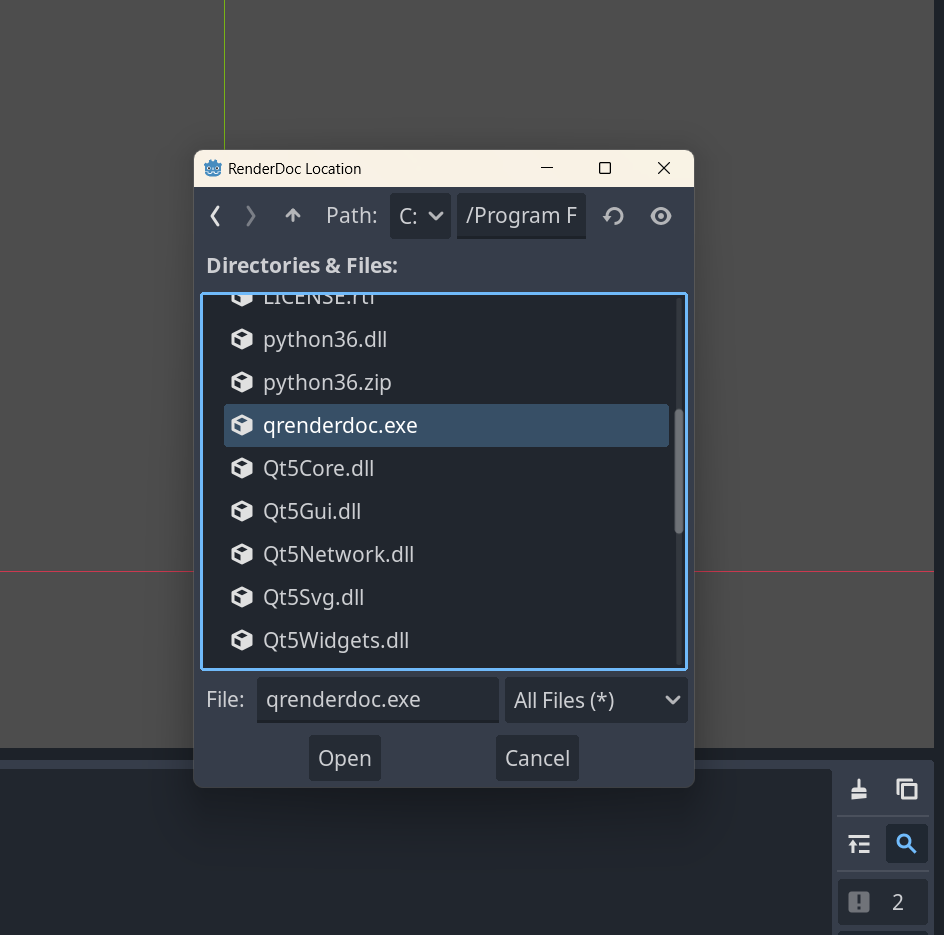 RenderDoc Location
Path: C: /Program F
Directories & Files:
LICENSE.rtf
python36.dll
python36.zip
qrenderdoc.exe
Qt5Core.dll
Qt5Gui.dll
Qt5Network.dll
Qt5Svg.dll
Qt5Widgets.dll
File: qrenderdoc.exe All Files (*)
Open Cancel
2